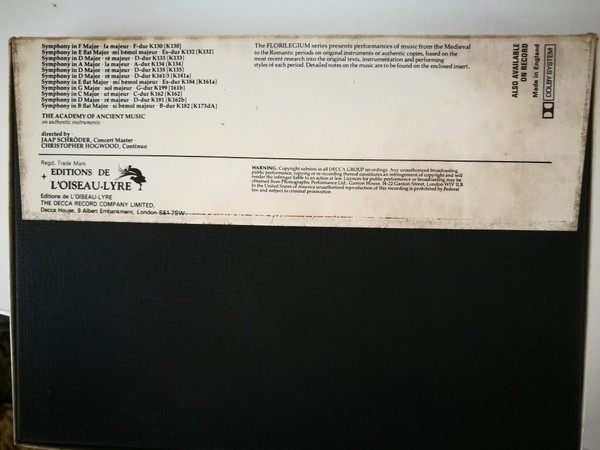 Symphony in F Major · fa majeur · F-dur K130 [K130]
Symphony in E flat Major · mi bémol majeur · Es-dur K132 [K132]
Symphony in D Major · ré majeur · D-dur K133 [K133]
Symphony in A Major · la majeur · A-dur K134 [K134]
Symphony in D Major · ré majeur · D-dur K135 [K135]
Symphony in D Major · ré majeur · D-dur K161/3 [K141a]
Symphony in E flat Major · mi bémol majeur · Es-dur K184 [K161a]
Symphony in G Major · sol majeur · G-dur K199 [161b]
Symphony in C Major · ut majeur · C-dur K162 [K162]
Symphony in D Major · ré majeur · D-dur K181 [K162b]
Symphony in B flat Major · si bémol majeur · B-dur K182 [K173dA]
THE ACADEMY OF ANCIENT MUSIC
on authentic instruments
directed by
JAAP SCHRÖDER, Concert Master
CHRISTOPHER HOGWOOD, Continuo
The FLORILEGIUM series presents performances of music from the Medieval
to the Romantic periods on original instruments or authentic copies, based on the
most recent research into the original texts, instrumentation and performing
styles of each period. Detailed notes on the music are to be found on the enclosed insert.
ALSO AVAILABLE
ON RECORD
Made in England
DOLBY SYSTEM
Regd. Trade Mark
EDITIONS DE
L'OISEAU-LYRE
Editions de L'OISEAU-LYRE
THE DECCA RECORD COMPANY LIMITED,
Decca House, 9 Albert Embankment, London SE1 7SW.
WARNING: Copyright subsists in all DECCA GROUP recordings. Any unauthorised broadcasting,
public performance, copying or re-recording thereof constitutes an infringement of copyright and will
render the infringer liable to an action at law. Licences for public performance or broadcasting may be
obtained from Phonographic Performance Ltd., Ganton House, 14-22 Ganton Street, London W1V 1LB.
In the United States of America unauthorised reproduction of this recording is prohibited by Federal
law and subject to criminal prosecution.